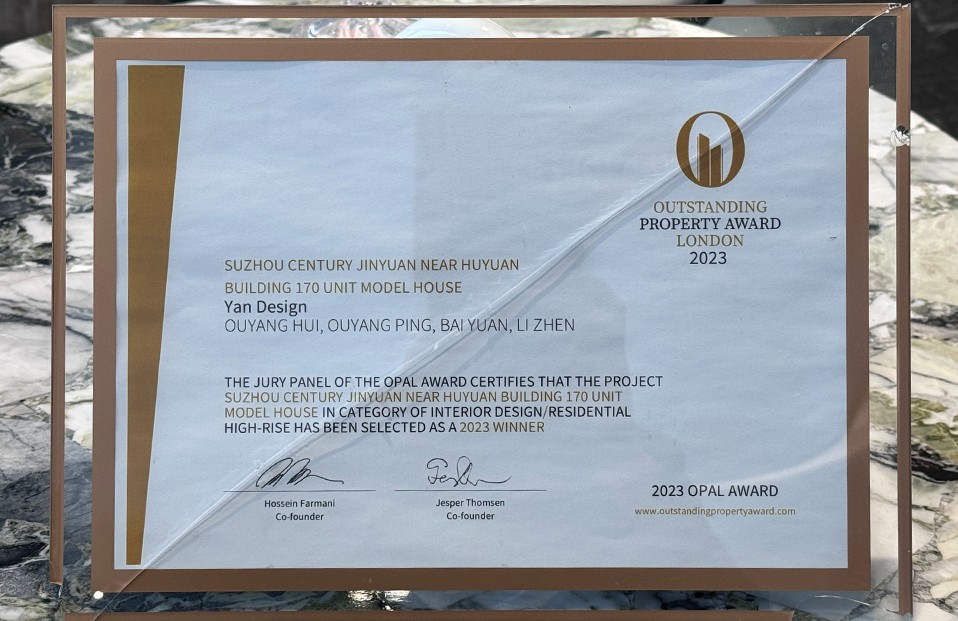 OUTSTANDING
PROPERTY AWARD
LONDON
2023
SUZHOU CENTURY JINYUAN NEAR HUYUAN
BUILDING 170 UNIT MODEL HOUSE
Yan Design
OUYANG HUI, OUYANG PING, BAI YUAN, LI ZHEN
THE JURY PANEL OF THE OPAL AWARD CERTIFIES THAT THE PROJECT
SUZHOU CENTURY JINYUAN NEAR HUYUAN BUILDING 170 UNIT
MODEL HOUSE IN CATEGORY OF INTERIOR DESIGN/RESIDENTIAL
HIGH-RISE HAS BEEN SELECTED AS A 2023 WINNER
Hossein Farmani
Co-founder
Jesper Thomsen
Co-founder
2023 OPAL AWARD
www.outstandingpropertyaward.com